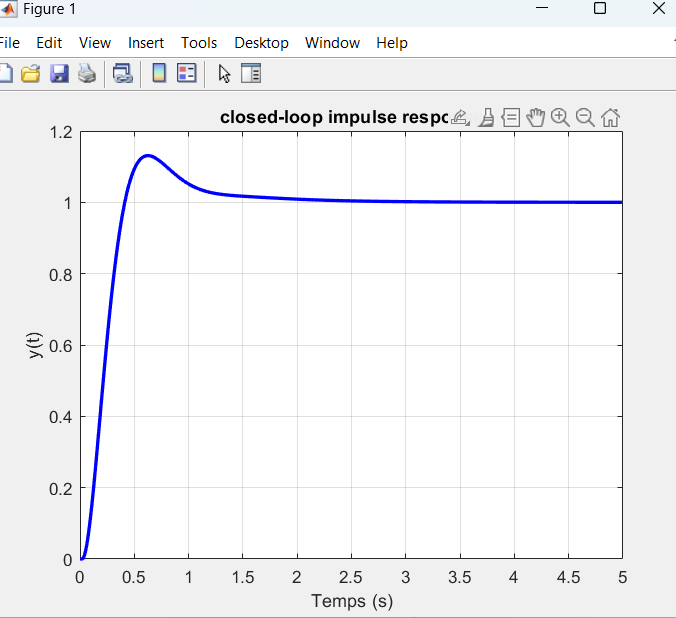 Figure 1
File Edit View Insert Tools Desktop Window Help
closed-loop impulse respo
1.2
1
0.8
0.6
0.4
0.2
0
y(t)
0 0.5 1 1.5 2 2.5 3 3.5 4 4.5 5
Temps (s)